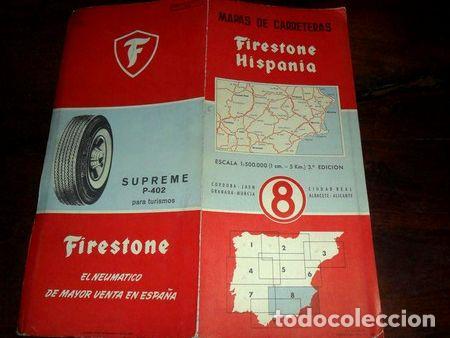 F
SUPREME
P-402
para turismos
Firestone
EL NEUMATICO
DE MAYOR VENTA EN ESPAÑA
MAPAS DE CARRETERAS
Firestone
Hispania
ESCALA 1:500.000 (1 cm. - 5 Km.) 3.ª EDICION
CORDOBA - JAEN
GRANADA - MURCIA
8
CIUDAD REAL
ALBACETE - ALICANTE
1
2
3
4
5
6
7
8
todocoleccion.net